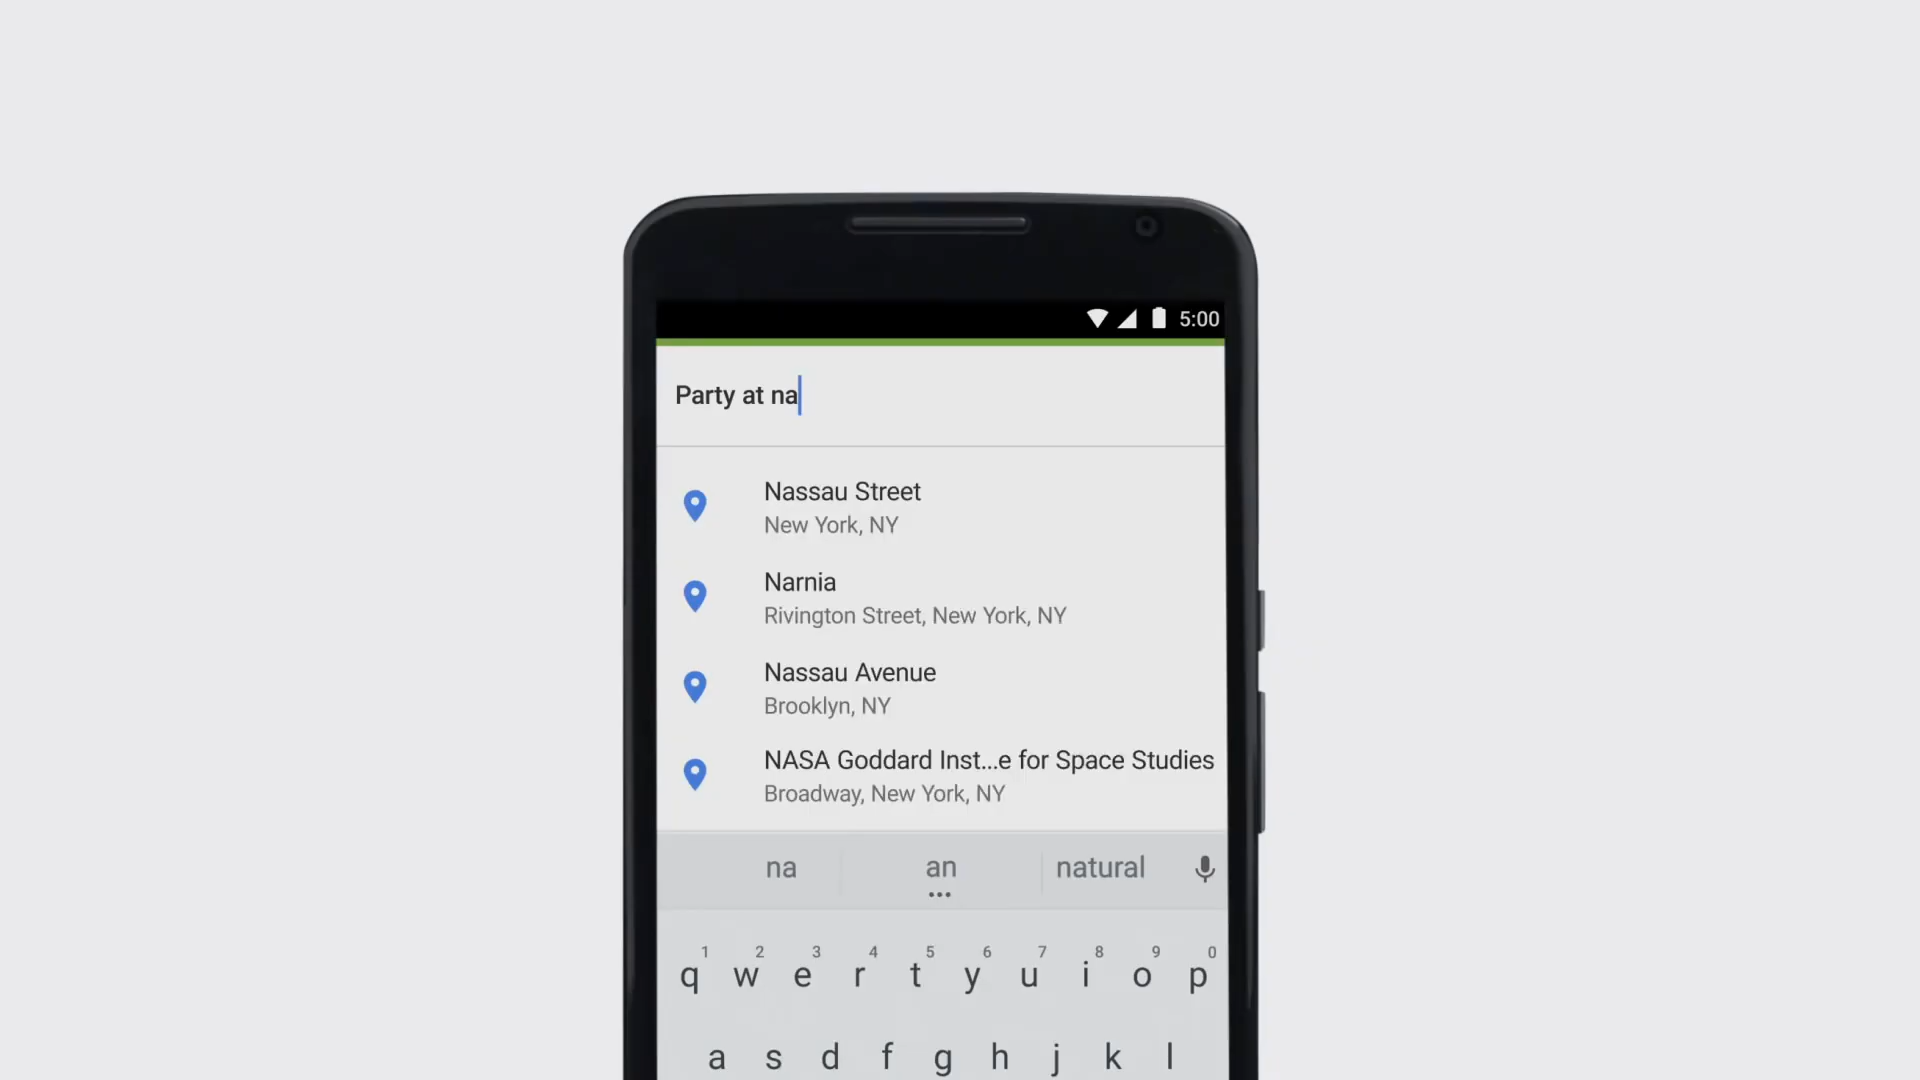 5:00
Party at na
Nassau Street
New York, NY
Narnia
Rivington Street, New York, NY
Nassau Avenue
Brooklyn, NY
NASA Goddard Inst...e for Space Studies
Broadway, New York, NY
na an natural
1 2 3 4 5 6 7 8 9 0
q w e r t y u i o p
a s d f g h j k l